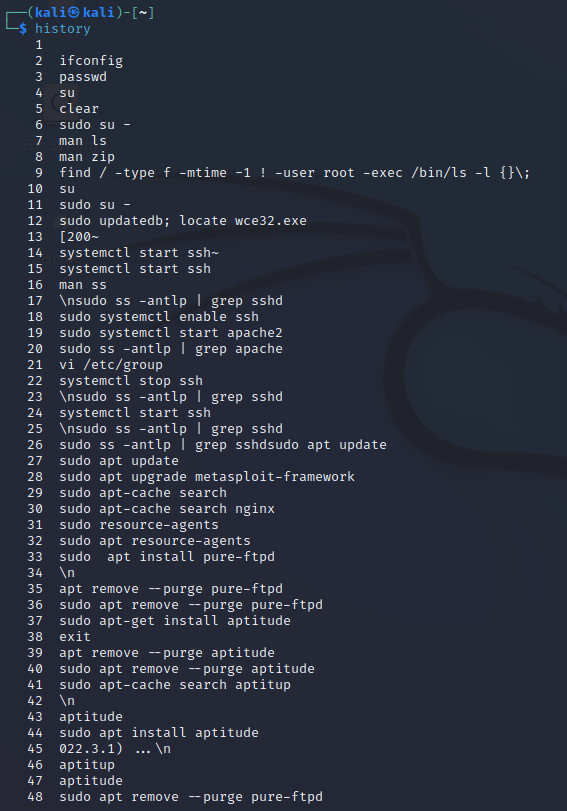 ┌──(kali㉿kali)-[~]
└─$ history
1
2 ifconfig
3 passwd
4 su
5 clear
6 sudo su -
7 man ls
8 man zip
9 find / -type f -mtime -1 ! -user root -exec /bin/ls -l {}\;
10 su
11 sudo su -
12 sudo updatedb; locate wce32.exe
13 [200~
14 systemctl start ssh~
15 systemctl start ssh
16 man ss
17 \nsudo ss -antlp | grep sshd
18 sudo systemctl enable ssh
19 sudo systemctl start apache2
20 sudo ss -antlp | grep apache
21 vi /etc/group
22 systemctl stop ssh
23 \nsudo ss -antlp | grep sshd
24 systemctl start ssh
25 \nsudo ss -antlp | grep sshd
26 sudo ss -antlp | grep sshdsudo apt update
27 sudo apt update
28 sudo apt upgrade metasploit-framework
29 sudo apt-cache search
30 sudo apt-cache search nginx
31 sudo resource-agents
32 sudo apt resource-agents
33 sudo  apt install pure-ftpd
34 \n
35 apt remove --purge pure-ftpd
36 sudo apt remove --purge pure-ftpd
37 sudo apt-get install aptitude
38 exit
39 apt remove --purge aptitude
40 sudo apt remove --purge aptitude
41 sudo apt-cache search aptitup
42 \n
43 aptitude
44 sudo apt install aptitude
45 022.3.1) ...\n
46 aptitup
47 aptitude
48 sudo apt remove --purge pure-ftpd